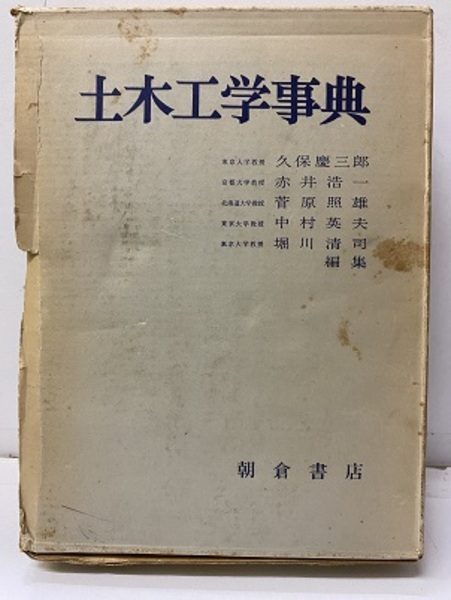 土木工学事典
東京大学教授 久保慶三郎
京都大学教授 赤井浩一
北海道大学教授 菅原照雄
東京大学教授 中村英夫
東京大学教授 堀川清司
編集
朝倉書店